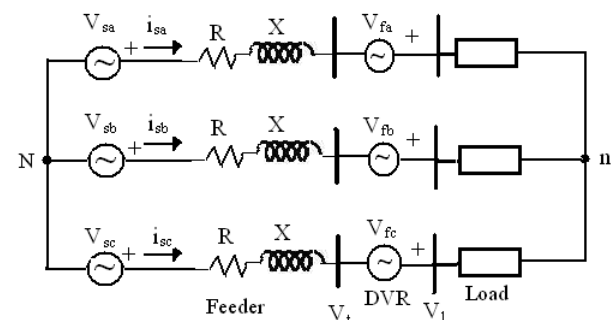 V_sa + i_sa R X V_fa +
V_sb + i_sb R X V_fb +
N n
V_sc + i_sc R X V_fc +
Feeder V_t DVR V_l Load